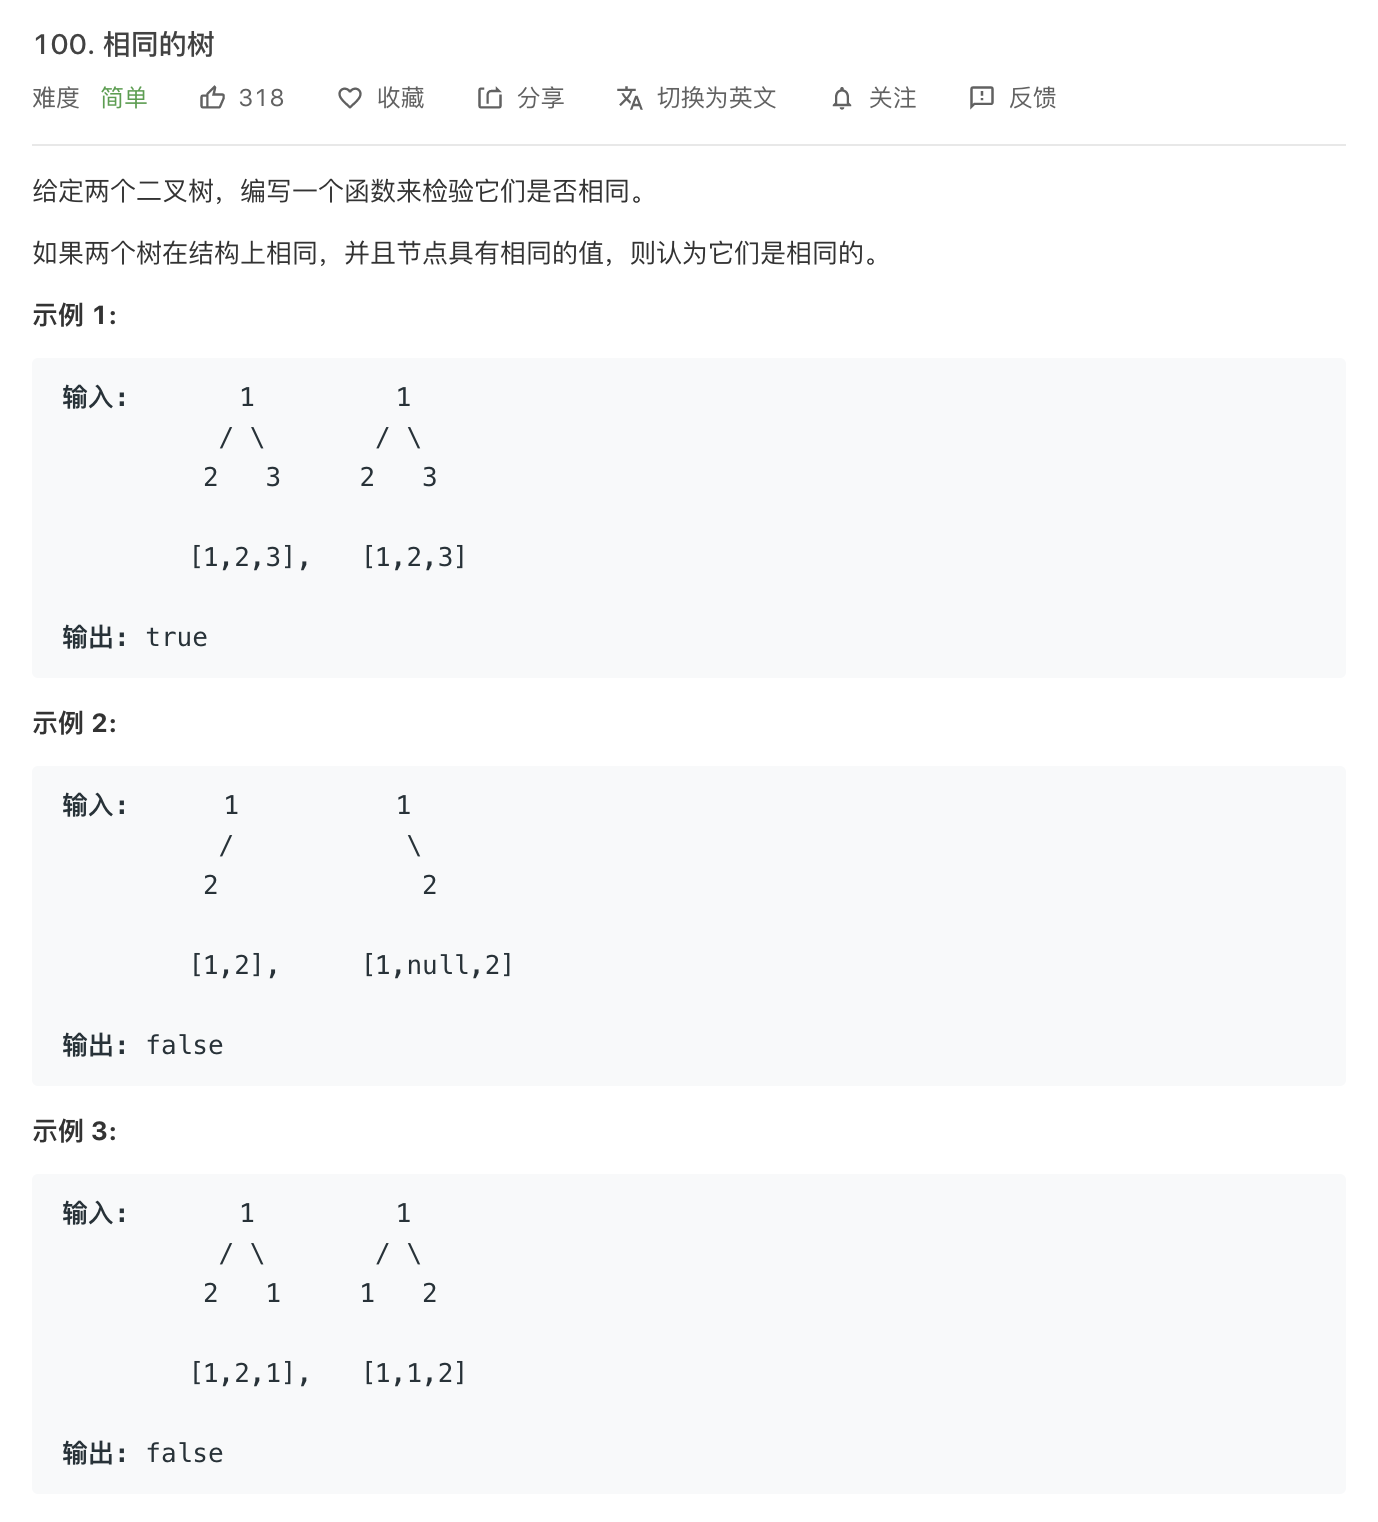 100. 相同的树
难度 简单 318 收藏 分享 切换为英文 关注 反馈
给定两个二叉树，编写一个函数来检验它们是否相同。
如果两个树在结构上相同，并且节点具有相同的值，则认为它们是相同的。
示例 1:
输入: 1 1
/ \ / \
2 3 2 3
[1,2,3], [1,2,3]
输出: true
示例 2:
输入: 1 1
/ \
2 2
[1,2], [1,null,2]
输出: false
示例 3:
输入: 1 1
/ \ / \
2 1 1 2
[1,2,1], [1,1,2]
输出: false